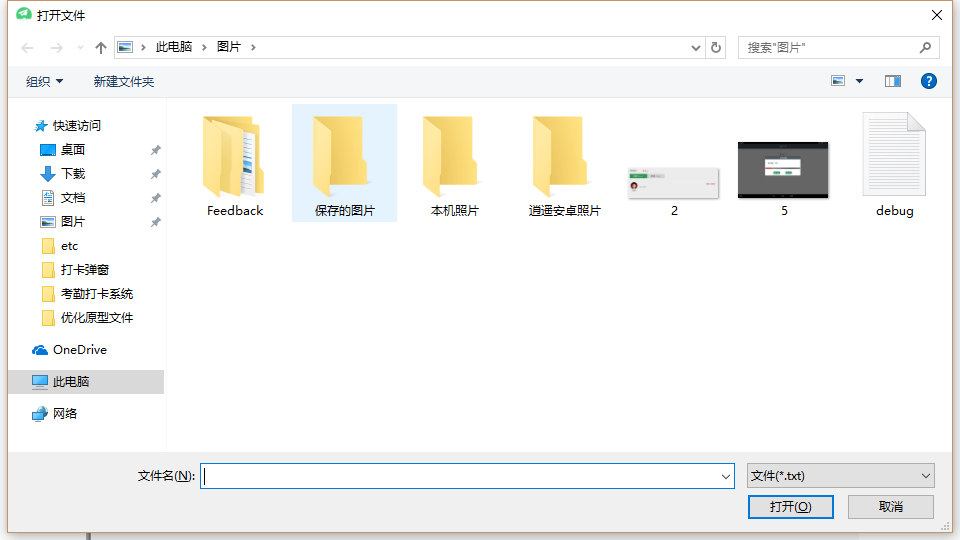 打开文件
此电脑
图片
搜索"图片"
组织
新建文件夹
快速访问
桌面
下载
文档
图片
etc
打卡弹窗
考勤打卡系统
优化原型文件
OneDrive
此电脑
网络
Feedback
保存的图片
本机照片
逍遥安卓照片
2
5
debug
文件名(N):
文件(*.txt)
打开(O)
取消